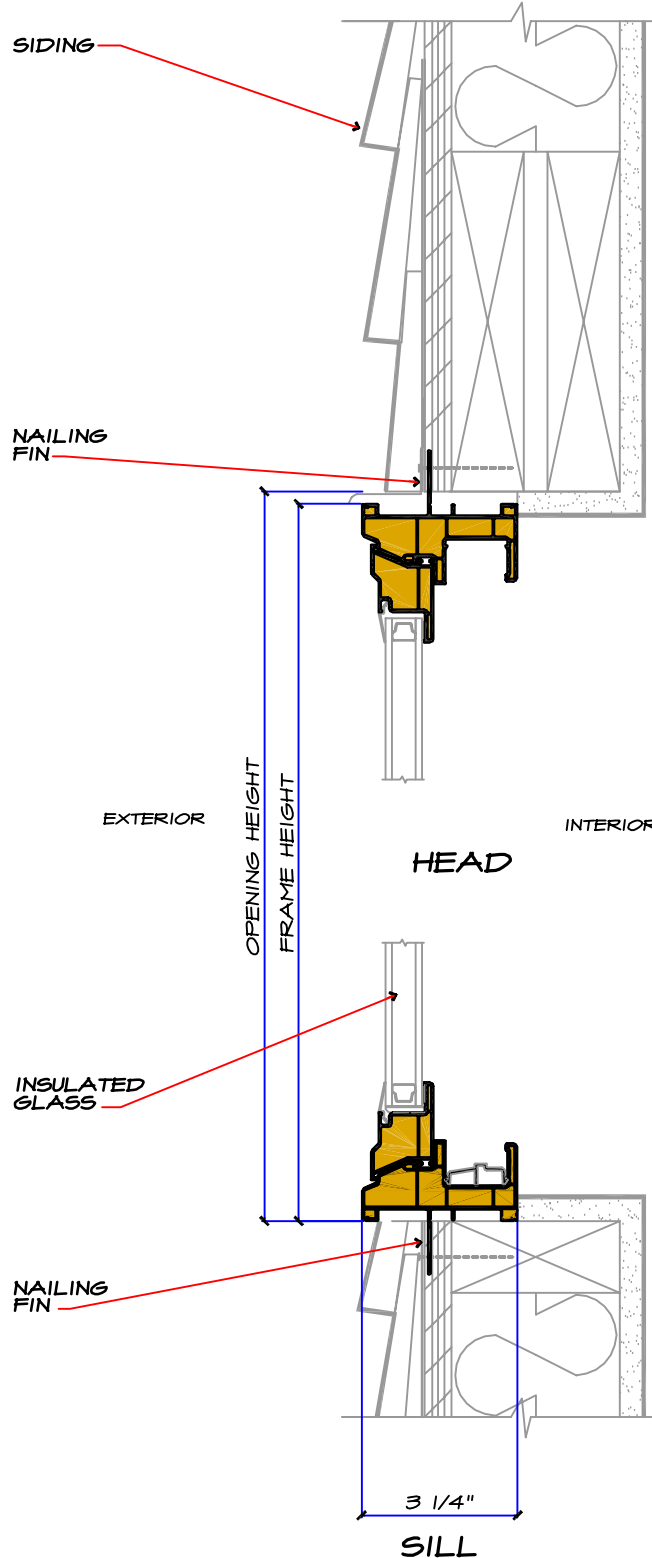 SIDING
NAILING
FIN
OPENING HEIGHT
FRAME HEIGHT
EXTERIOR
INTERIOR
HEAD
INSULATED
GLASS
NAILING
FIN
3 1/4"
SILL